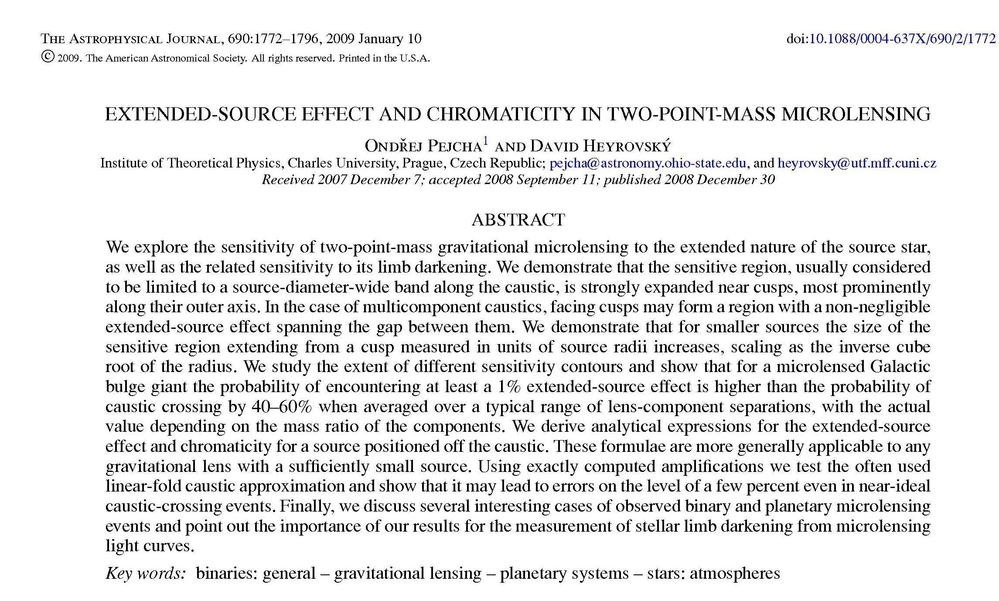 THE ASTROPHYSICAL JOURNAL, 690:1772–1796, 2009 January 10
doi:10.1088/0004-637X/690/2/1772
© 2009. The American Astronomical Society. All rights reserved. Printed in the U.S.A.
EXTENDED-SOURCE EFFECT AND CHROMATICITY IN TWO-POINT-MASS MICROLENSING
ONDŘEJ PEJCHA1 AND DAVID HEYROVSKÝ
Institute of Theoretical Physics, Charles University, Prague, Czech Republic; pejcha@astronomy.ohio-state.edu, and heyrovsky@utf.mff.cuni.cz
Received 2007 December 7; accepted 2008 September 11; published 2008 December 30
ABSTRACT
We explore the sensitivity of two-point-mass gravitational microlensing to the extended nature of the source star,
as well as the related sensitivity to its limb darkening. We demonstrate that the sensitive region, usually considered
to be limited to a source-diameter-wide band along the caustic, is strongly expanded near cusps, most prominently
along their outer axis. In the case of multicomponent caustics, facing cusps may form a region with a non-negligible
extended-source effect spanning the gap between them. We demonstrate that for smaller sources the size of the
sensitive region extending from a cusp measured in units of source radii increases, scaling as the inverse cube
root of the radius. We study the extent of different sensitivity contours and show that for a microlensed Galactic
bulge giant the probability of encountering at least a 1% extended-source effect is higher than the probability of
caustic crossing by 40–60% when averaged over a typical range of lens-component separations, with the actual
value depending on the mass ratio of the components. We derive analytical expressions for the extended-source
effect and chromaticity for a source positioned off the caustic. These formulae are more generally applicable to any
gravitational lens with a sufficiently small source. Using exactly computed amplifications we test the often used
linear-fold caustic approximation and show that it may lead to errors on the level of a few percent even in near-ideal
caustic-crossing events. Finally, we discuss several interesting cases of observed binary and planetary microlensing
events and point out the importance of our results for the measurement of stellar limb darkening from microlensing
light curves.
Key words: binaries: general – gravitational lensing – planetary systems – stars: atmospheres